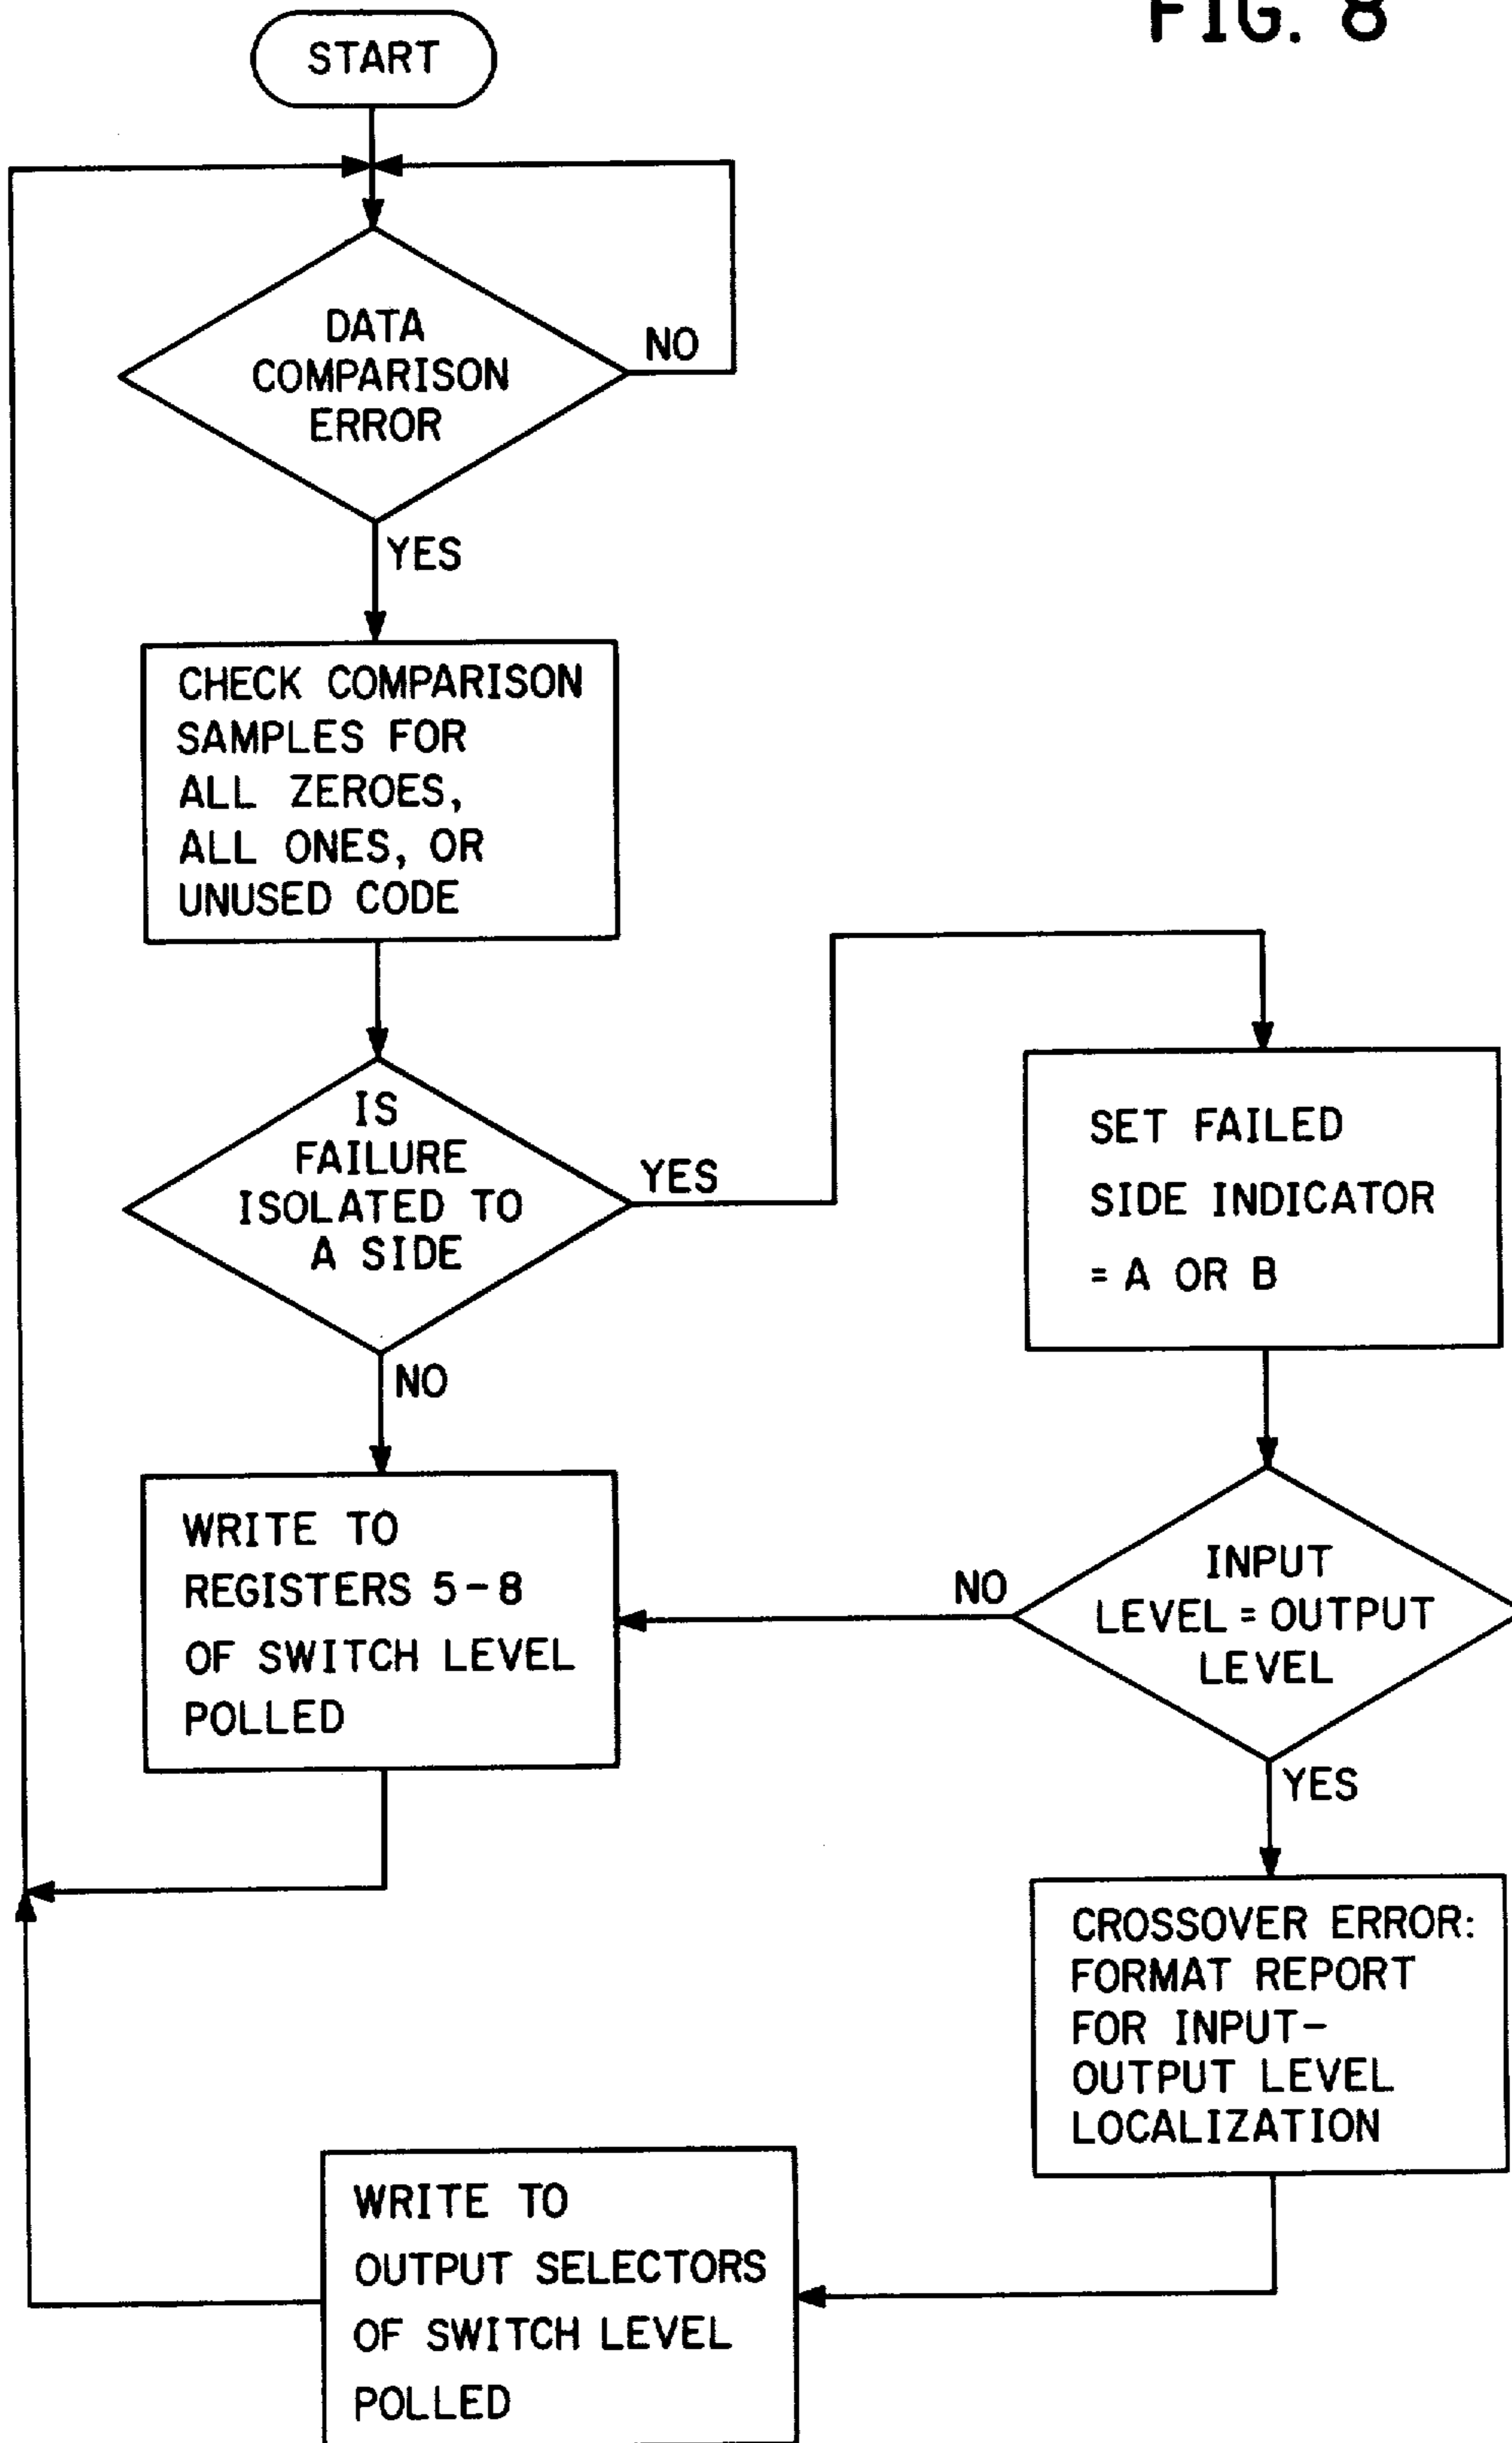 FIG. 8
START
DATA
COMPARISON
ERROR
NO
YES
CHECK COMPARISON
SAMPLES FOR
ALL ZEROES,
ALL ONES, OR
UNUSED CODE
IS
FAILURE
ISOLATED TO
A SIDE
YES
NO
SET FAILED
SIDE INDICATOR
= A OR B
WRITE TO
REGISTERS 5-8
OF SWITCH LEVEL
POLLED
NO
INPUT
LEVEL = OUTPUT
LEVEL
YES
CROSSOVER ERROR:
FORMAT REPORT
FOR INPUT-
OUTPUT LEVEL
LOCALIZATION
WRITE TO
OUTPUT SELECTORS
OF SWITCH LEVEL
POLLED